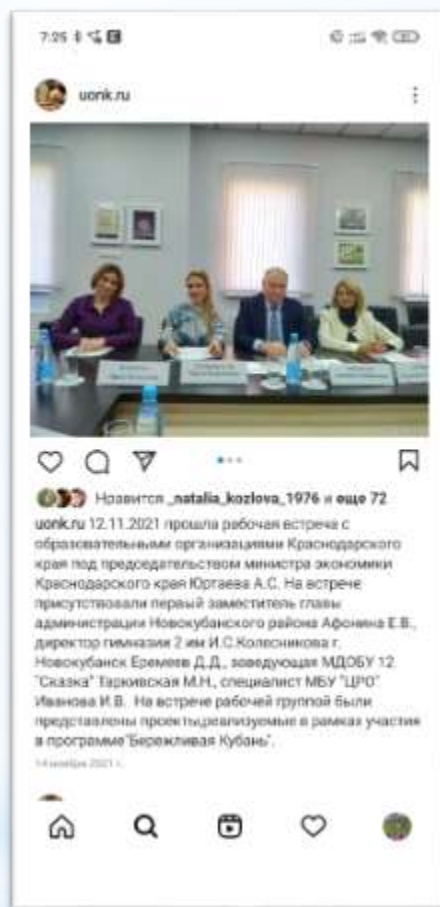 7:25
uonk.ru
Нравится _natalia_kozlova_1976 и еще 72
uonk.ru 12.11.2021 прошла рабочая встреча с
образовательными организациями Краснодарского
края под председательством министра экономики
Краснодарского края Юртаева А.С. На встрече
присутствовали первый заместитель главы
администрации Новокубанского района Афонина Е.В.,
директор гимназии 2 им И.С.Колесникова г.
Новокубанск Еремеев Д.Д., заведующая МДОБУ 12
"Сказка" Таркивская М.Н., специалист МБУ "ЦРО"
Иванова И.В. На встрече рабочей группой были
представлены проекты,реализуемые в рамках участия
в программе"Бережливая Кубань".
14 ноября 2021 г.